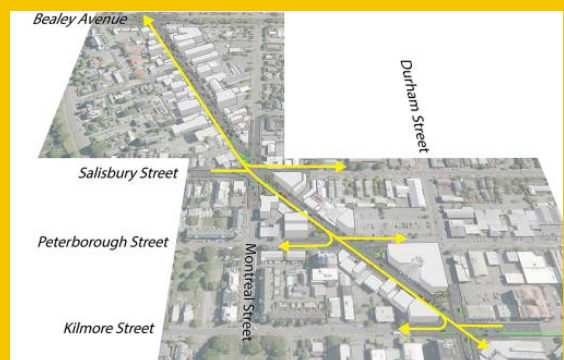 Bealey Avenue
Durham Street
Salisbury Street
Peterborough Street
Montreal Street
Kilmore Street